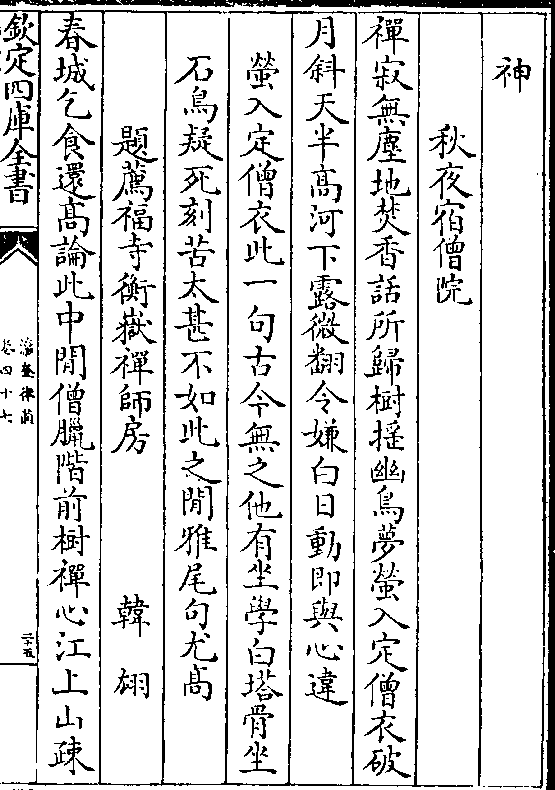 神
秋夜宿僧院
禪寂無塵地焚香話所歸樹揺幽鳥夢螢入定僧衣破
月斜天半髙河下露微翻令嫌白日動即與心違
螢入定僧衣此一句古今無之他有坐學白塔骨坐
石鳥疑死刻苦太甚不如此之閒雅尾句尤髙
題薦福寺衡嶽禪師房　　韓翃
春城乞食還髙論此中閒僧臘階前樹禪心江上山疎
欽定四庫全書
瀛奎律髓
卷四十七
三十五